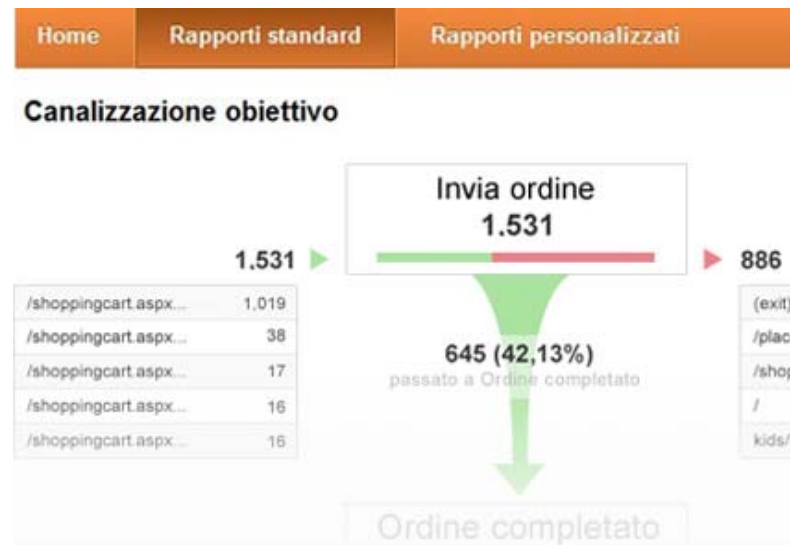 Home Rapporti standard Rapporti personalizzati
Canalizzazione obiettivo
Invia ordine
1.531
1.531
886
/shoppingcart.aspx... 1,019
/shoppingcart.aspx... 38
/shoppingcart.aspx... 17
/shoppingcart.aspx... 16
/shoppingcart.aspx... 16
645 (42,13%)
passato a Ordine completato
(exit)
/plac
/shop
/
kids/
Ordine completato